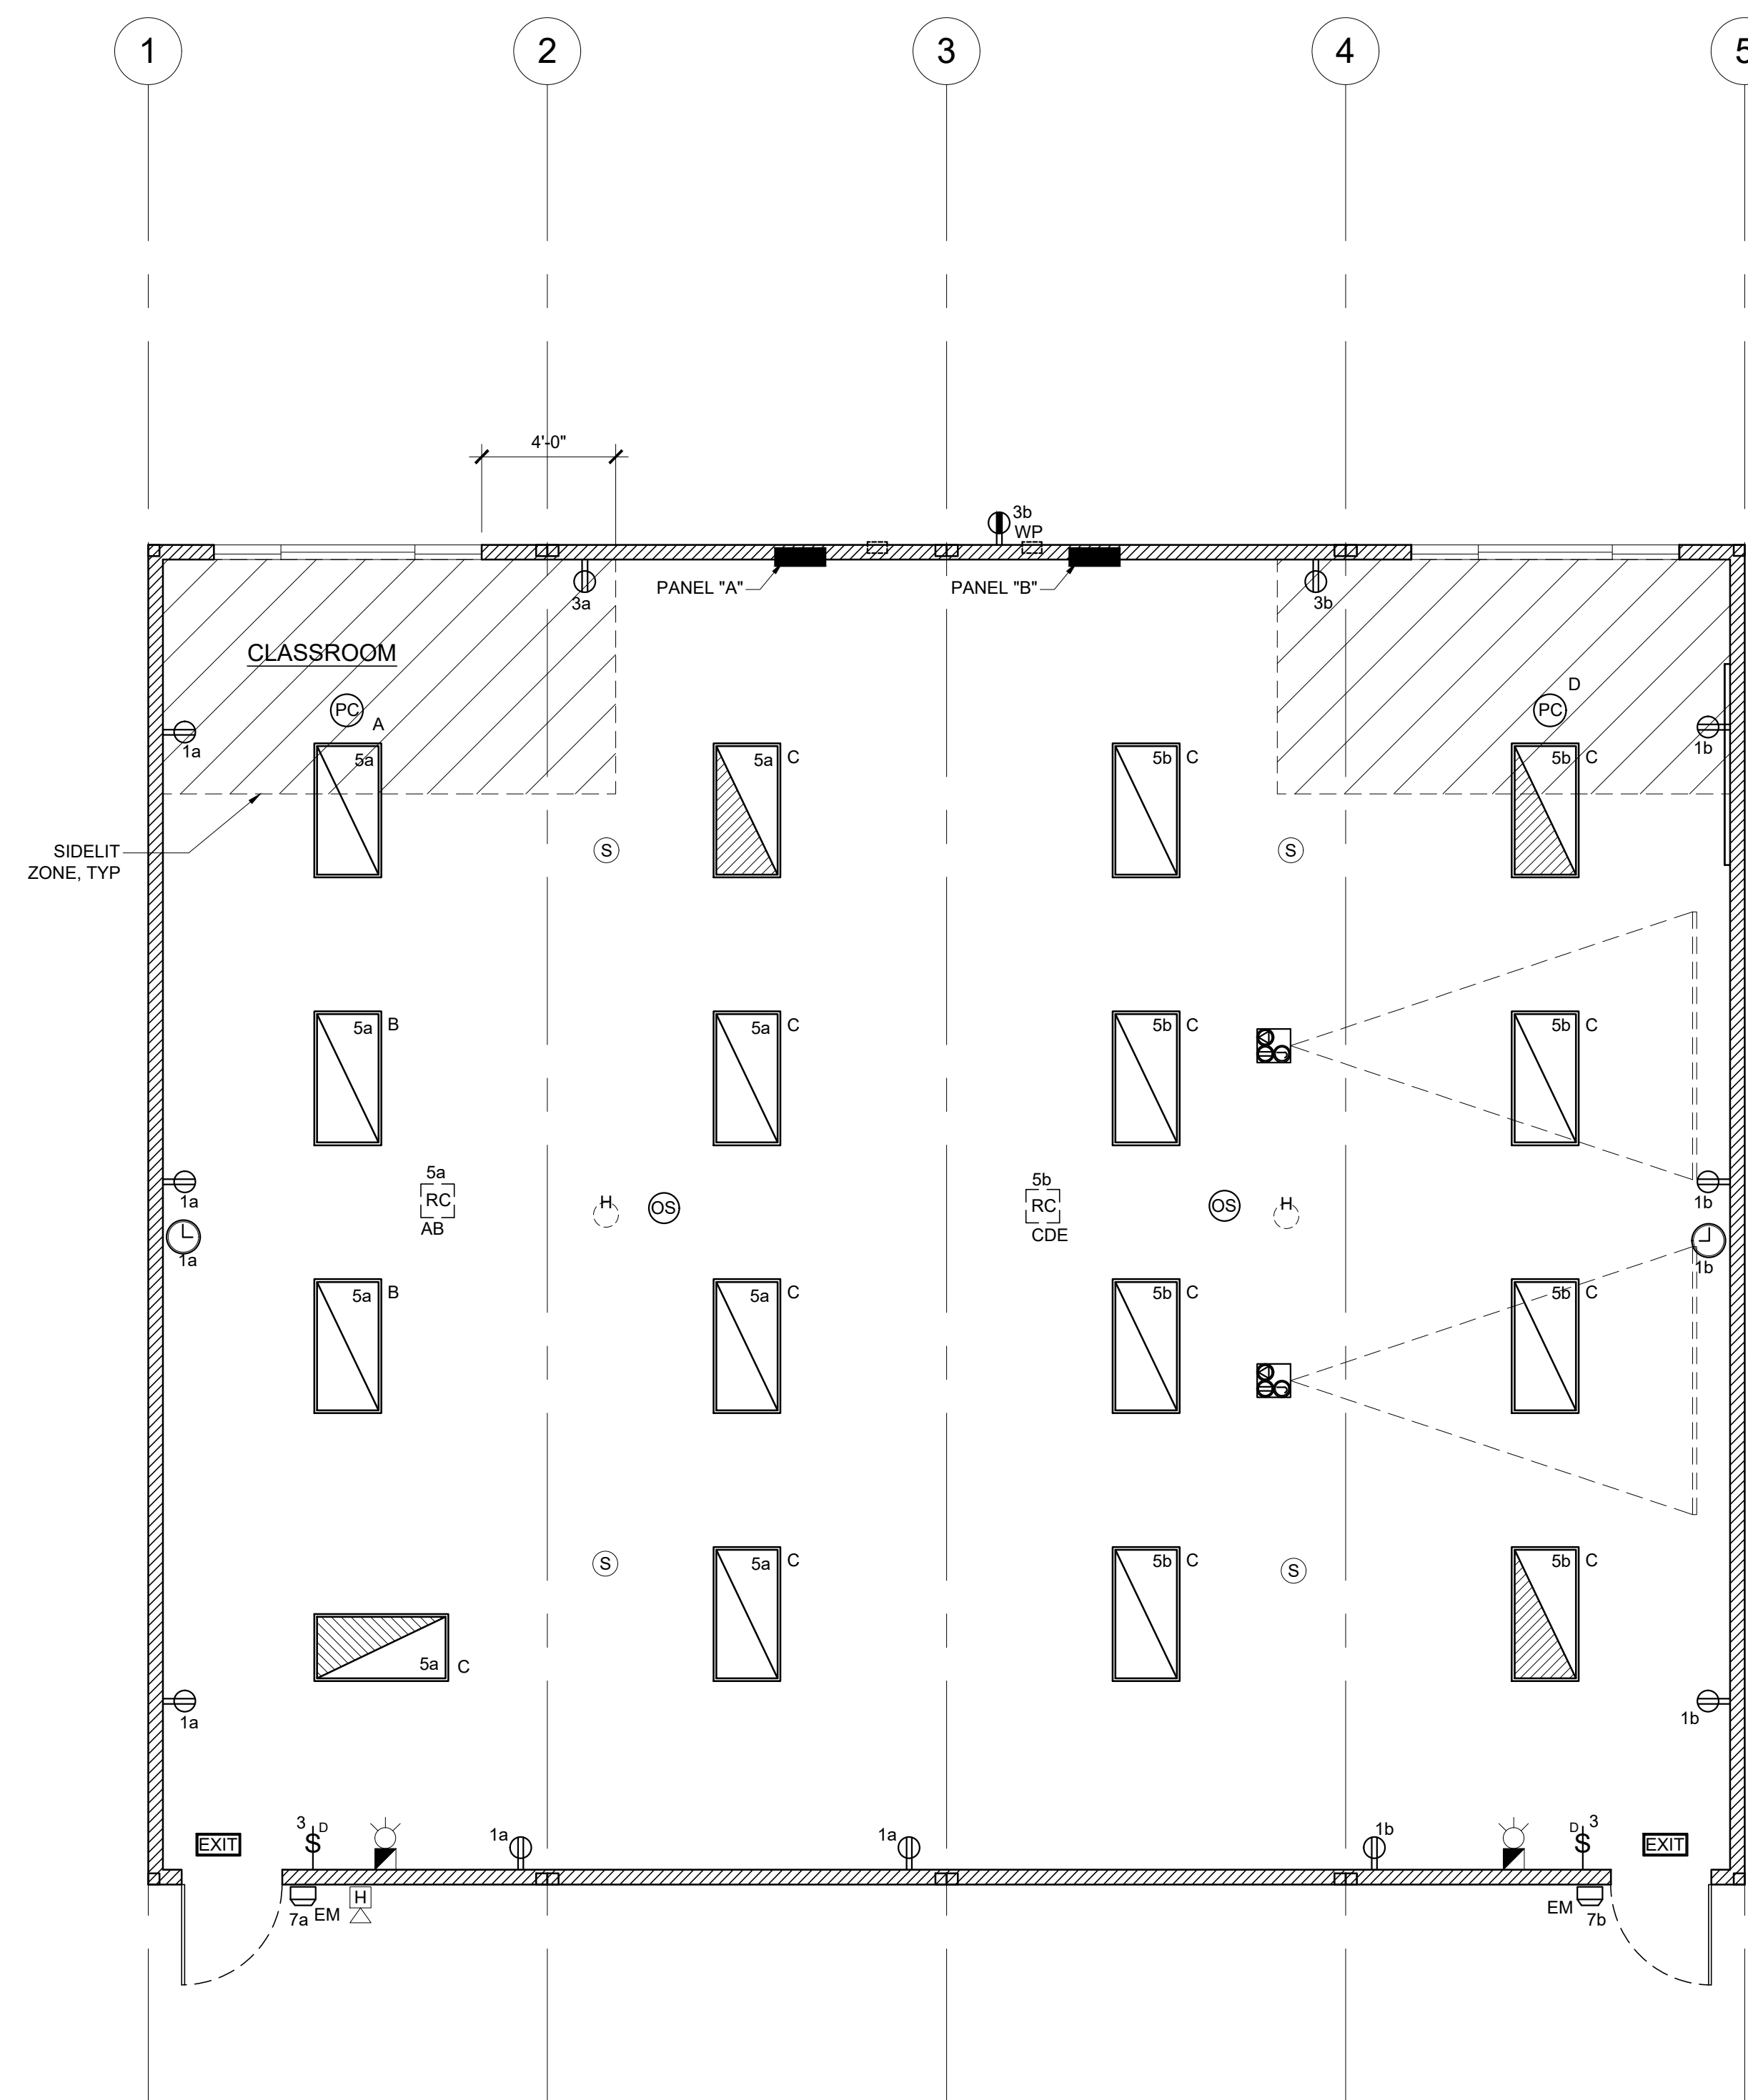 1 2 3 4 5
4'-0"
3b
WP
3a PANEL "A" PANEL "B" 3b
CLASSROOM
D
PC PC
A
1a 1b
5a 5a C 5b C 5b C
SIDELIT S S
ZONE, TYP
5a B 5a C 5b C 5b C
5a 5b
RC H OS RC OS H
1a 1b
AB CDE
1a 1b
5a B 5a C 5b C 5b C
5a C 5b C 5b C
S S
5a C
1a 1b
3 D D 3
EXIT S 1a 1a 1b S EXIT
H
7a EM EM 7b